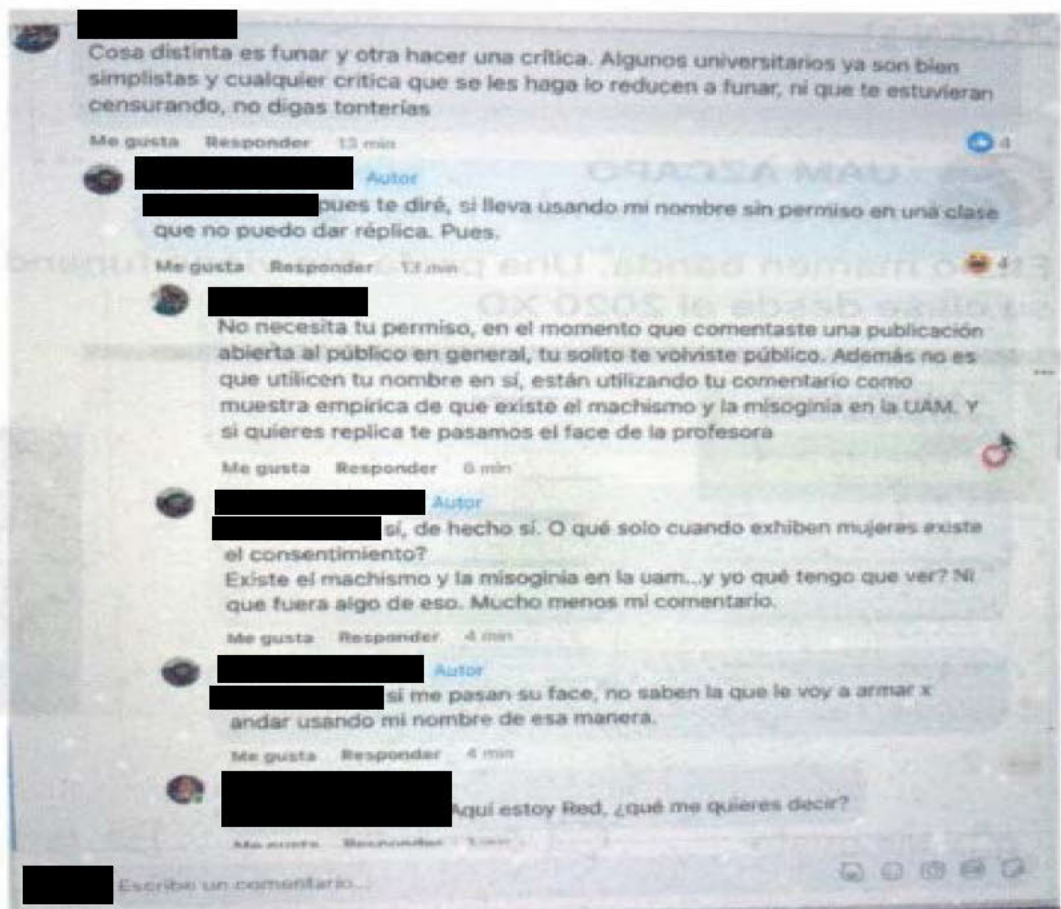 Cosa distinta es funar y otra hacer una crítica. Algunos universitarios ya son bien
simplistas y cualquier critica que se les haga lo reducen a funar, ni que te estuvieran
censurando, no digas tonterías
Me gusta Responder 13 min
4
Autor
pues te diré, si lleva usando mi nombre sin permiso en una clase
que no puedo dar réplica. Pues.
Me gusta Responder 13 min
4
No necesita tu permiso, en el momento que comentaste una publicación
abierta al público en general, tu solito te volviste público. Además no es
que utilicen tu nombre en sí, están utilizando tu comentario como
muestra empírica de que existe el machismo y la misoginia en la UAM. Y
si quieres replica te pasamos el face de la profesora
Me gusta Responder 6 min
Autor
sí, de hecho sí. O qué solo cuando exhiben mujeres existe
el consentimiento?
Existe el machismo y la misoginia en la uam...y yo qué tengo que ver? Ni
que fuera algo de eso. Mucho menos mi comentario.
Me gusta Responder 4 min
Autor
si me pasan su face, no saben la que le voy a armar x
andar usando mi nombre de esa manera.
Me gusta Responder 4 min
Aquí estoy Red, ¿qué me quieres decir?
Me gusta Responder
Escribe un comentario...
UAM AZCAPO